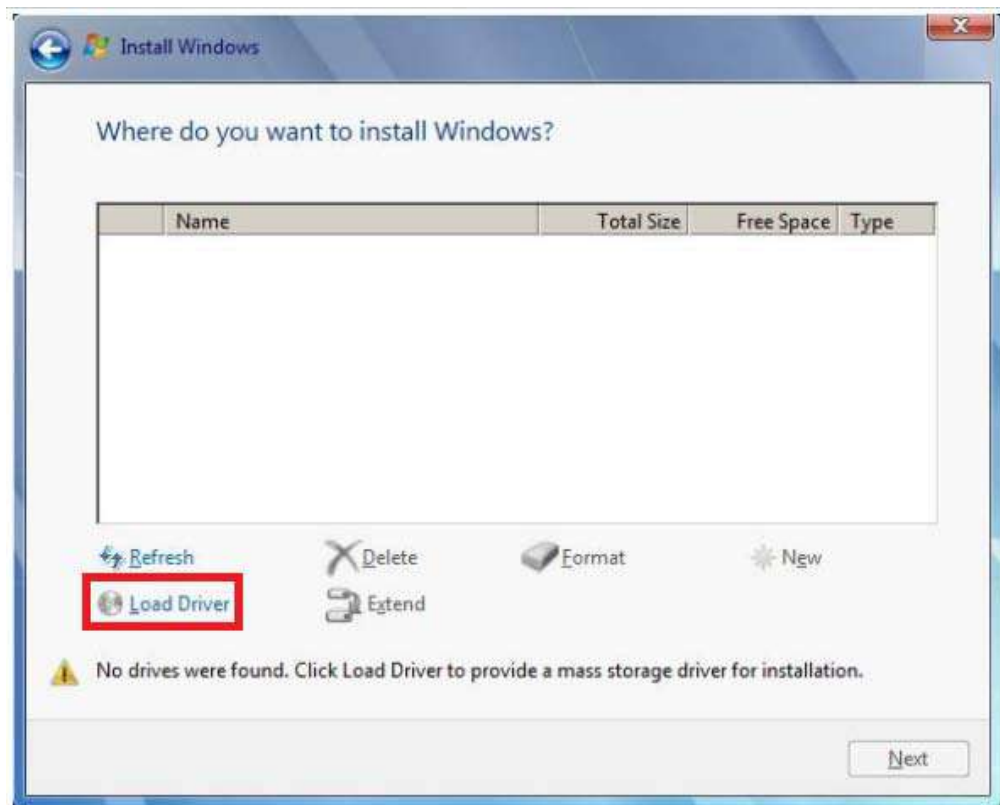 Install Windows
Where do you want to install Windows?
Name Total Size Free Space Type
Refresh Delete Format New
Load Driver Extend
No drives were found. Click Load Driver to provide a mass storage driver for installation.
Next